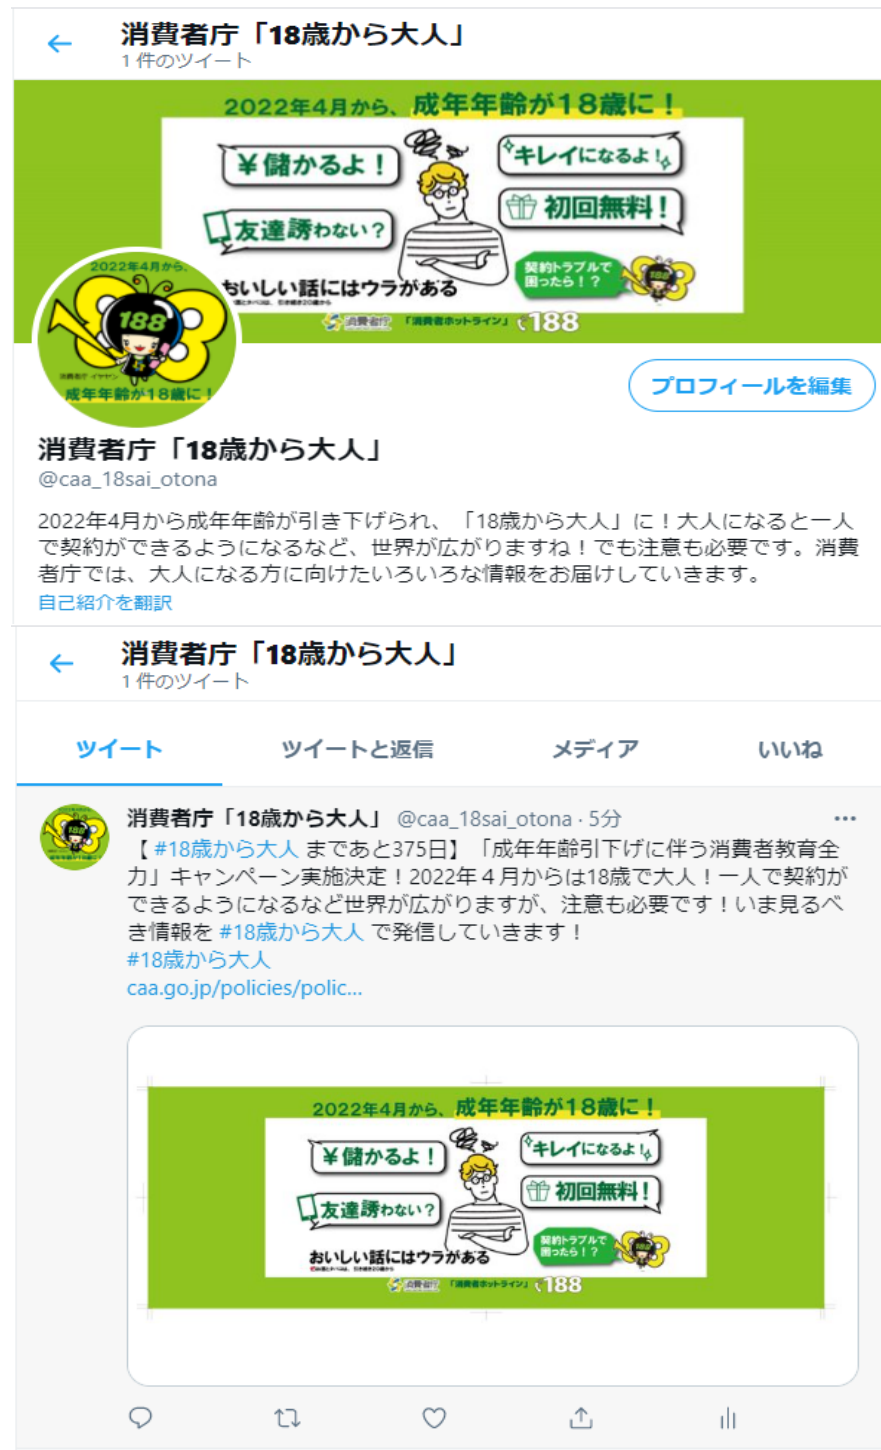 消費者庁「18歳から大人」
1 件のツイート
2022年4月から、成年年齢が18歳に！
￥儲かるよ！
キレイになるよ！
友達誘わない？
初回無料！
契約トラブルで
困ったら！？
188
おいしい話にはウラがある
消費者庁 「消費者ホットライン」 188
2022年4月から、
188
消費者庁 イヤヤン
成年年齢が18歳に！
プロフィールを編集
消費者庁「18歳から大人」
@caa_18sai_otona
2022年4月から成年年齢が引き下げられ、「18歳から大人」に！大人になると一人
で契約ができるようになるなど、世界が広がりますね！でも注意も必要です。消費
者庁では、大人になる方に向けたいろいろな情報をお届けしていきます。
自己紹介を翻訳
消費者庁「18歳から大人」
1 件のツイート
ツイート ツイートと返信 メディア いいね
消費者庁「18歳から大人」 @caa_18sai_otona · 5分
【 #18歳から大人 まであと375日】「成年年齢引下げに伴う消費者教育全
力」キャンペーン実施決定！2022年４月からは18歳で大人！一人で契約が
できるようになるなど世界が広がりますが、注意も必要です！いま見るべ
き情報を #18歳から大人 で発信していきます！
#18歳から大人
caa.go.jp/policies/polic...
2022年4月から、成年年齢が18歳に！
￥儲かるよ！
キレイになるよ！
友達誘わない？
初回無料！
契約トラブルで
困ったら！？
188
おいしい話にはウラがある
消費者庁 「消費者ホットライン」 188